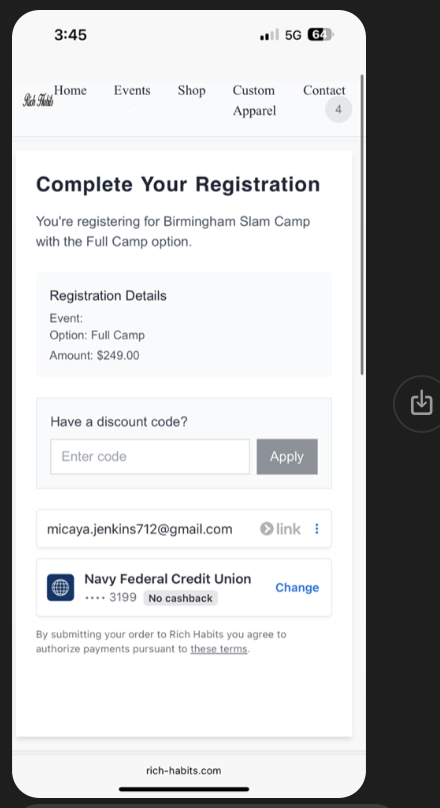 3:45
5G 64
Rich Habits
Home
Events
Shop
Custom
Apparel
Contact
4
Complete Your Registration
You're registering for Birmingham Slam Camp
with the Full Camp option.
Registration Details
Event:
Option: Full Camp
Amount: $249.00
Have a discount code?
Enter code
Apply
micaya.jenkins712@gmail.com
link
Navy Federal Credit Union
•••• 3199 No cashback
Change
By submitting your order to Rich Habits you agree to
authorize payments pursuant to these terms.
rich-habits.com